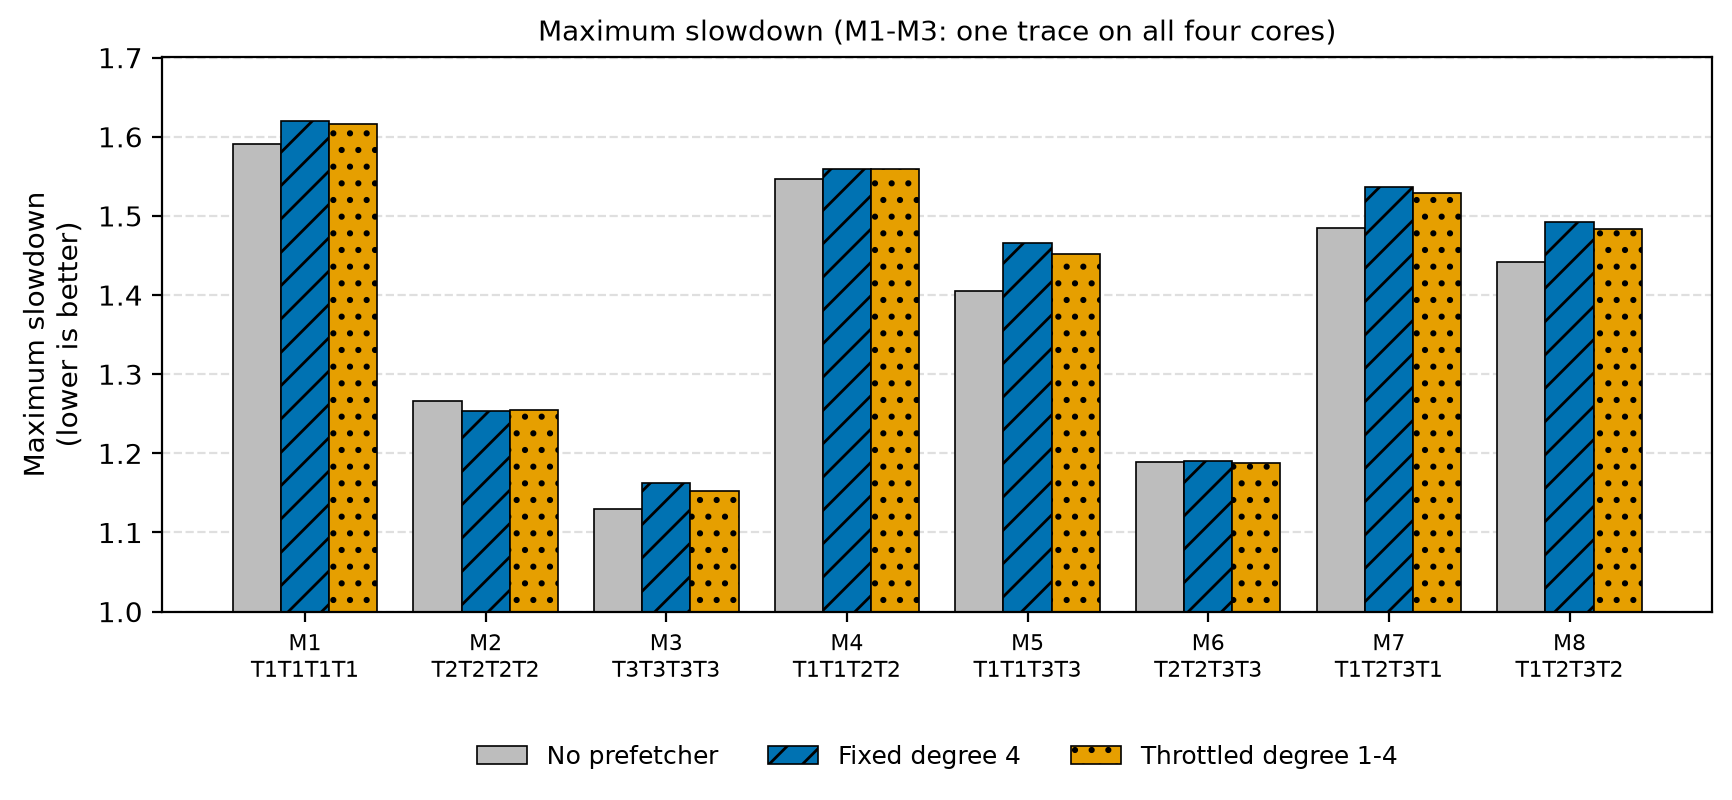 Maximum slowdown (M1-M3: one trace on all four cores)
Maximum slowdown
(lower is better)
1.7
1.6
1.5
1.4
1.3
1.2
1.1
1.0
M1 M2 M3 M4 M5 M6 M7 M8
T1T1T1T1 T2T2T2T2 T3T3T3T3 T1T1T2T2 T1T1T3T3 T2T2T3T3 T1T2T3T1 T1T2T3T2
No prefetcher Fixed degree 4 Throttled degree 1-4